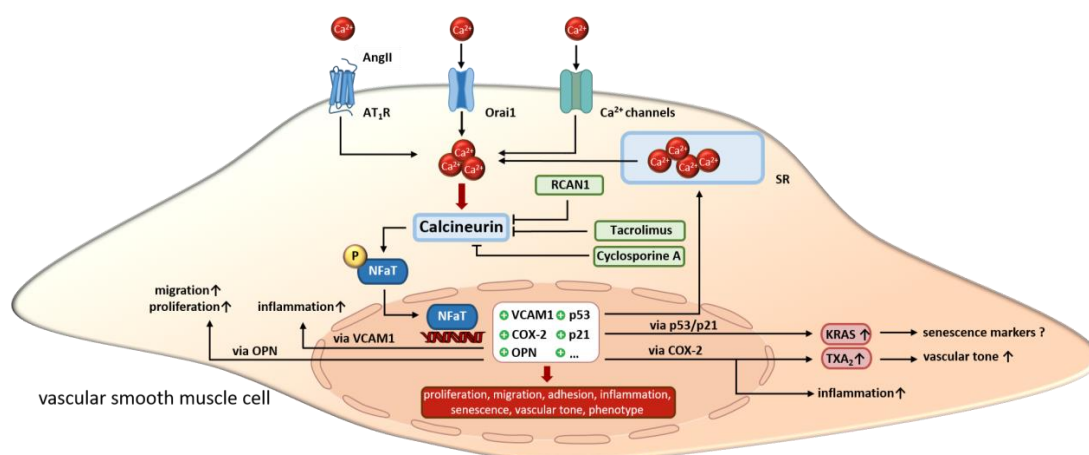 Ca²⁺
Ca²⁺
Ca²⁺
AngII
AT₁R
Orai1
Ca²⁺ channels
Ca²⁺
Ca²⁺
Ca²⁺
Ca²⁺
Ca²⁺
Ca²⁺
Ca²⁺
SR
RCAN1
Calcineurin
Tacrolimus
Cyclosporine A
P
NFaT
migration↑
proliferation↑
inflammation↑
NFaT
VCAM1
p53
COX-2
p21
OPN
...
via VCAM1
via OPN
via p53/p21
KRAS ↑
senescence markers ?
via COX-2
TXA₂↑
vascular tone ↑
inflammation↑
proliferation, migration, adhesion, inflammation,
senescence, vascular tone, phenotype
vascular smooth muscle cell